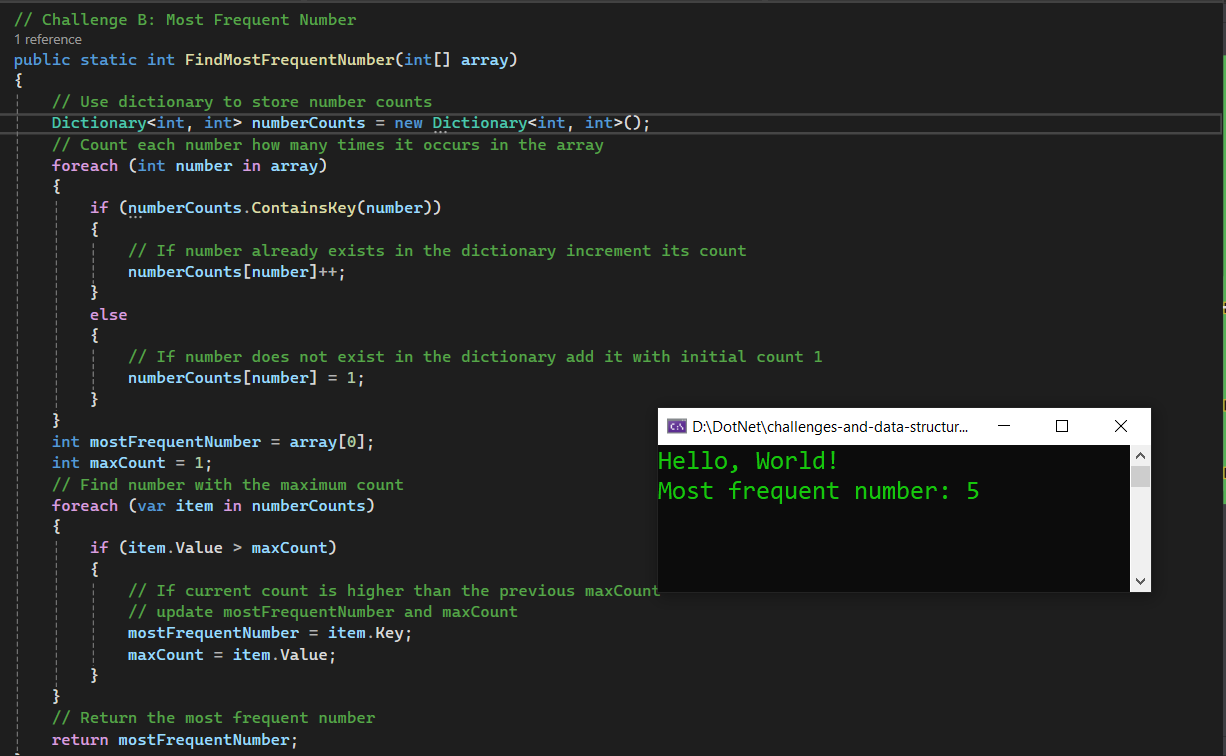 // Challenge B: Most Frequent Number
1 reference
public static int FindMostFrequentNumber(int[] array)
{
// Use dictionary to store number counts
Dictionary<int, int> numberCounts = new Dictionary<int, int>();
// Count each number how many times it occurs in the array
foreach (int number in array)
{
if (numberCounts.ContainsKey(number))
{
// If number already exists in the dictionary increment its count
numberCounts[number]++;
}
else
{
// If number does not exist in the dictionary add it with initial count 1
numberCounts[number] = 1;
}
}
int mostFrequentNumber = array[0];
int maxCount = 1;
// Find number with the maximum count
foreach (var item in numberCounts)
{
if (item.Value > maxCount)
{
// If current count is higher than the previous maxCount
// update mostFrequentNumber and maxCount
mostFrequentNumber = item.Key;
maxCount = item.Value;
}
}
// Return the most frequent number
return mostFrequentNumber;
C:\ D:\DotNet\challenges-and-data-structur...
Hello, World!
Most frequent number: 5